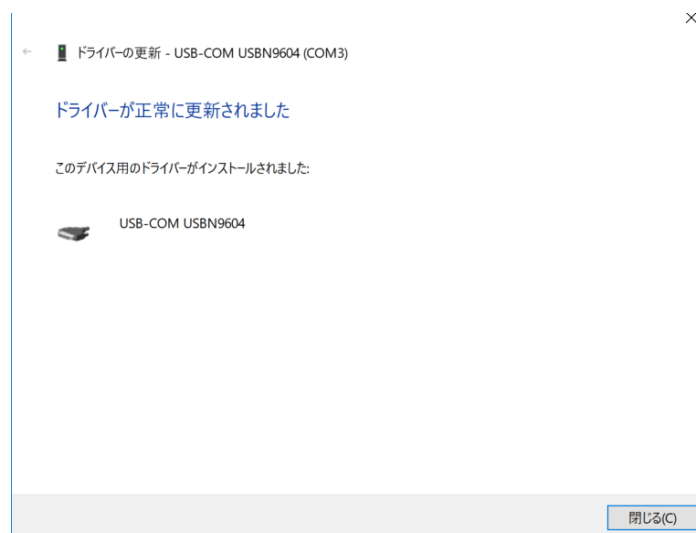 ドライバーの更新 - USB-COM USBN9604 (COM3)
ドライバーが正常に更新されました
このデバイス用のドライバーがインストールされました:
USB-COM USBN9604
閉じる(C)